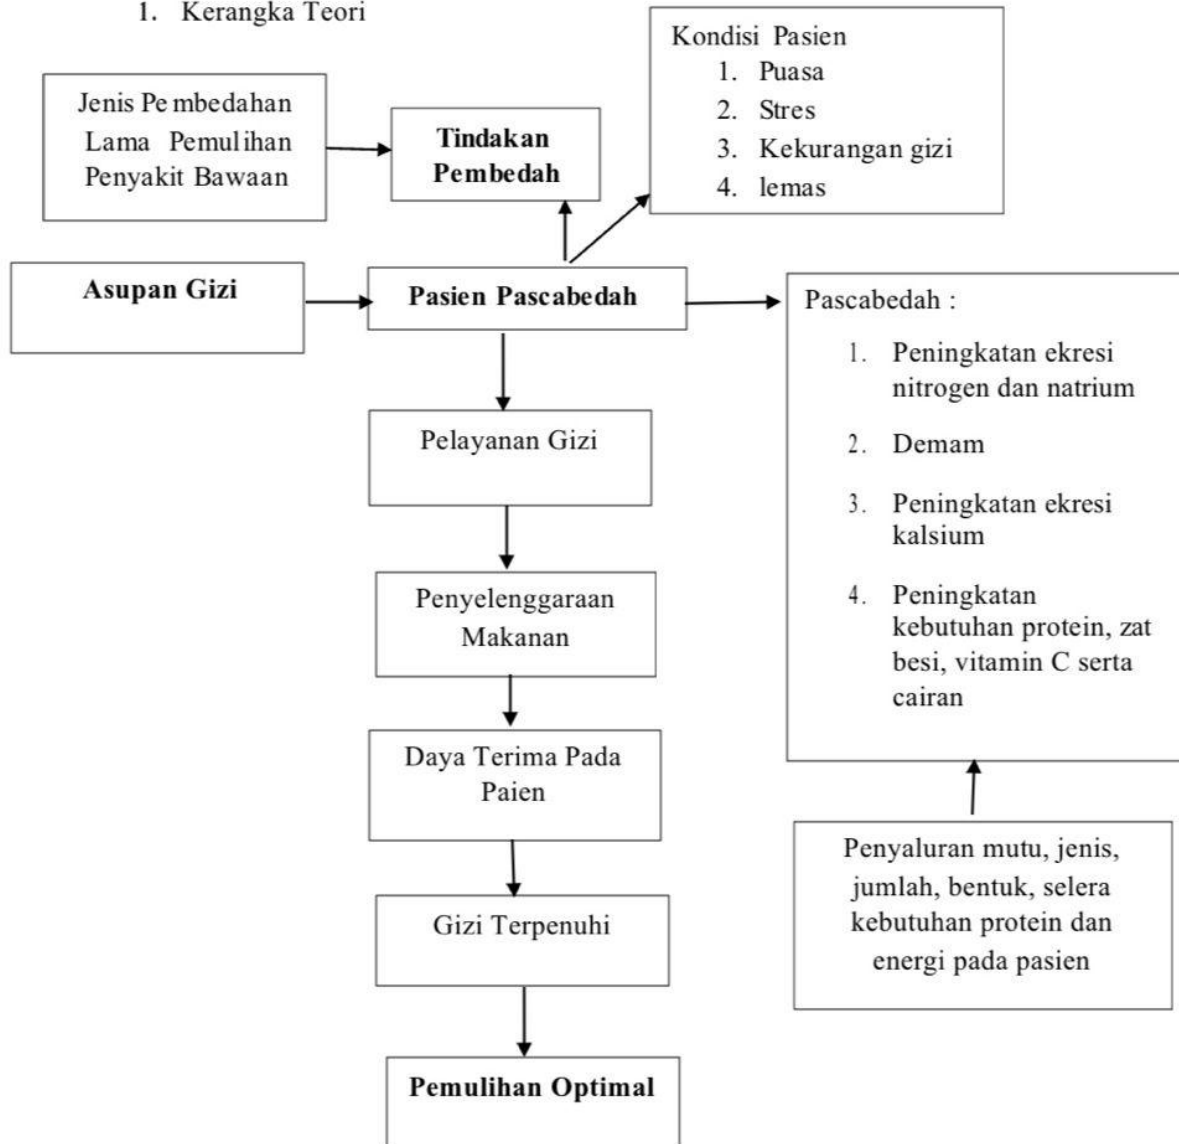 1. Kerangka Teori
Kondisi Pasien
1. Puasa
2. Stres
3. Kekurangan gizi
4. lemas
Jenis Pembedahan
Lama Pemulihan
Penyakit Bawaan
Tindakan
Pembedah
Asupan Gizi
Pasien Pascabedah
Pascabedah :
1. Peningkatan ekresi
nitrogen dan natrium
2. Demam
3. Peningkatan ekresi
kalsium
4. Peningkatan
kebutuhan protein, zat
besi, vitamin C serta
cairan
Pelayanan Gizi
Penyelenggaraan
Makanan
Daya Terima Pada
Paien
Gizi Terpenuhi
Pemulihan Optimal
Penyaluran mutu, jenis,
jumlah, bentuk, selera
kebutuhan protein dan
energi pada pasien